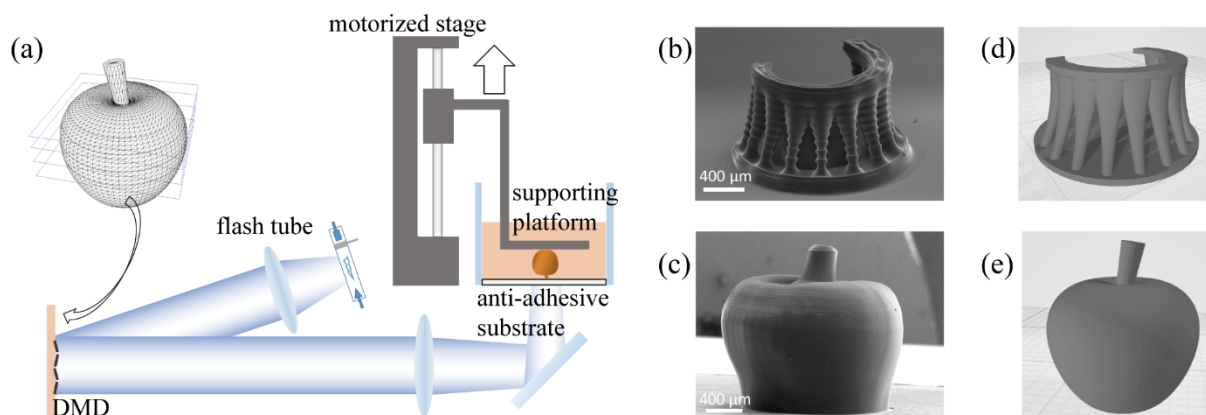 (a)
motorized stage
flash tube
supporting
platform
anti-adhesive
substrate
DMD
(b)
400 µm
(c)
400 µm
(d)
(e)